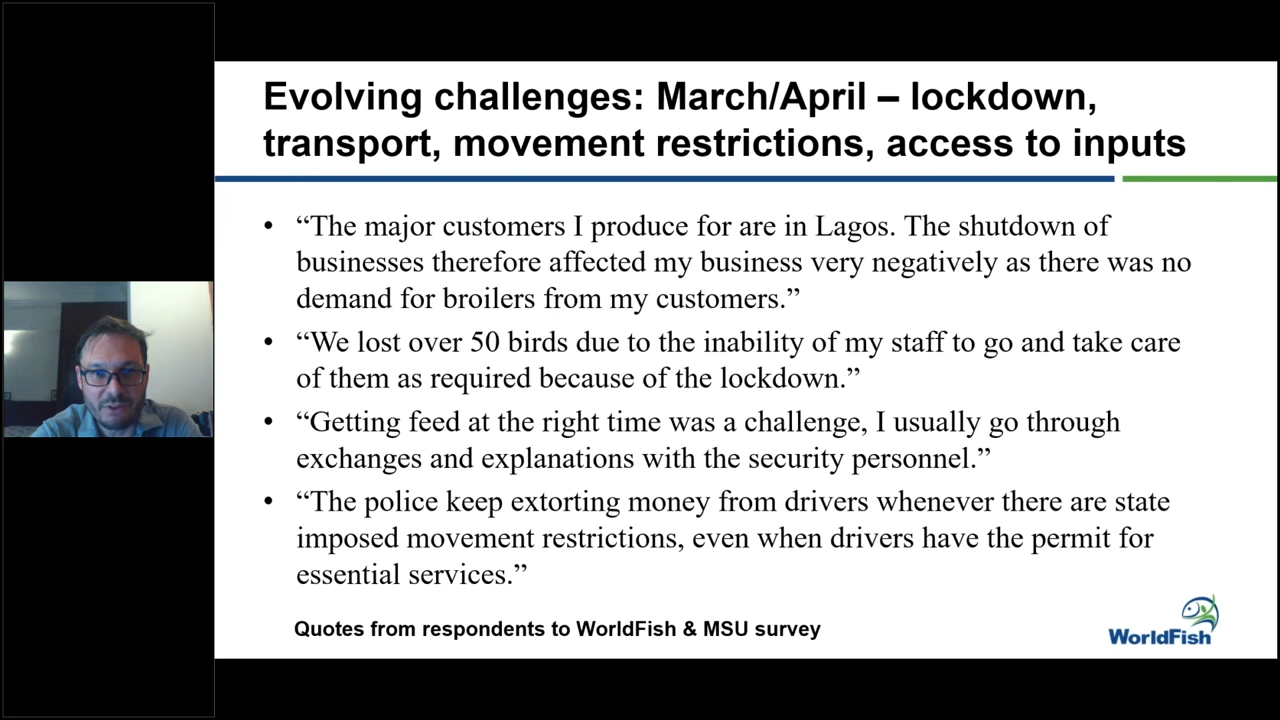 Evolving challenges: March/April – lockdown,
transport, movement restrictions, access to inputs
• “The major customers I produce for are in Lagos. The shutdown of
businesses therefore affected my business very negatively as there was no
demand for broilers from my customers.”
• “We lost over 50 birds due to the inability of my staff to go and take care
of them as required because of the lockdown.”
• “Getting feed at the right time was a challenge, I usually go through
exchanges and explanations with the security personnel.”
• “The police keep extorting money from drivers whenever there are state
imposed movement restrictions, even when drivers have the permit for
essential services.”
Quotes from respondents to WorldFish & MSU survey
WorldFish